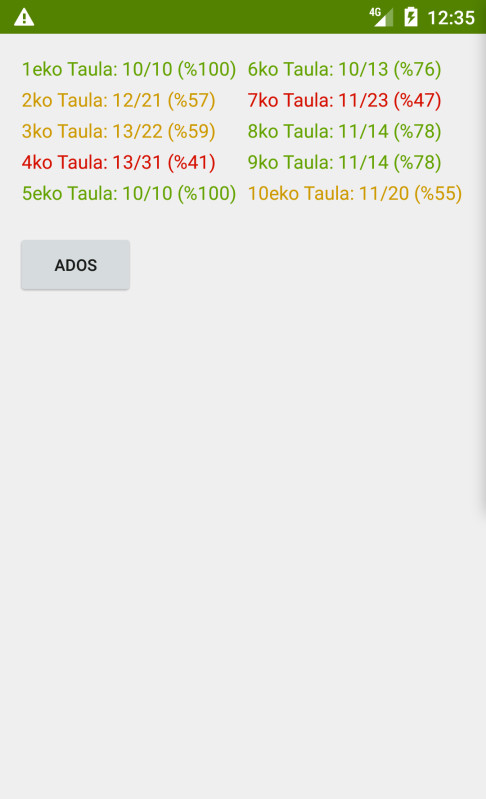 4G 12:35
1eko Taula: 10/10 (%100)
2ko Taula: 12/21 (%57)
3ko Taula: 13/22 (%59)
4ko Taula: 13/31 (%41)
5eko Taula: 10/10 (%100)
6ko Taula: 10/13 (%76)
7ko Taula: 11/23 (%47)
8ko Taula: 11/14 (%78)
9ko Taula: 11/14 (%78)
10eko Taula: 11/20 (%55)
ADOS